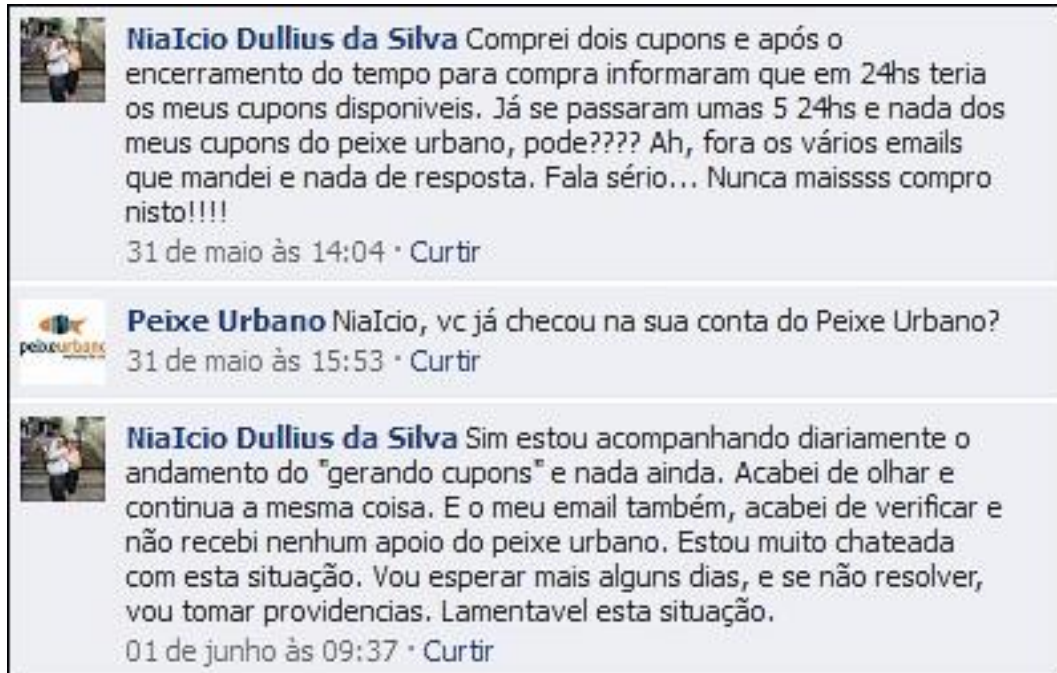 NiaIcio Dullius da Silva Comprei dois cupons e após o
encerramento do tempo para compra informaram que em 24hs teria
os meus cupons disponiveis. Já se passaram umas 5 24hs e nada dos
meus cupons do peixe urbano, pode???? Ah, fora os vários emails
que mandei e nada de resposta. Fala sério... Nunca maissss compro
nisto!!!!
31 de maio às 14:04 · Curtir
peixeurbano
Peixe Urbano NiaIcio, vc já checou na sua conta do Peixe Urbano?
31 de maio às 15:53 · Curtir
NiaIcio Dullius da Silva Sim estou acompanhando diariamente o
andamento do "gerando cupons" e nada ainda. Acabei de olhar e
continua a mesma coisa. E o meu email também, acabei de verificar e
não recebi nenhum apoio do peixe urbano. Estou muito chateada
com esta situação. Vou esperar mais alguns dias, e se não resolver,
vou tomar providencias. Lamentavel esta situação.
01 de junho às 09:37 · Curtir